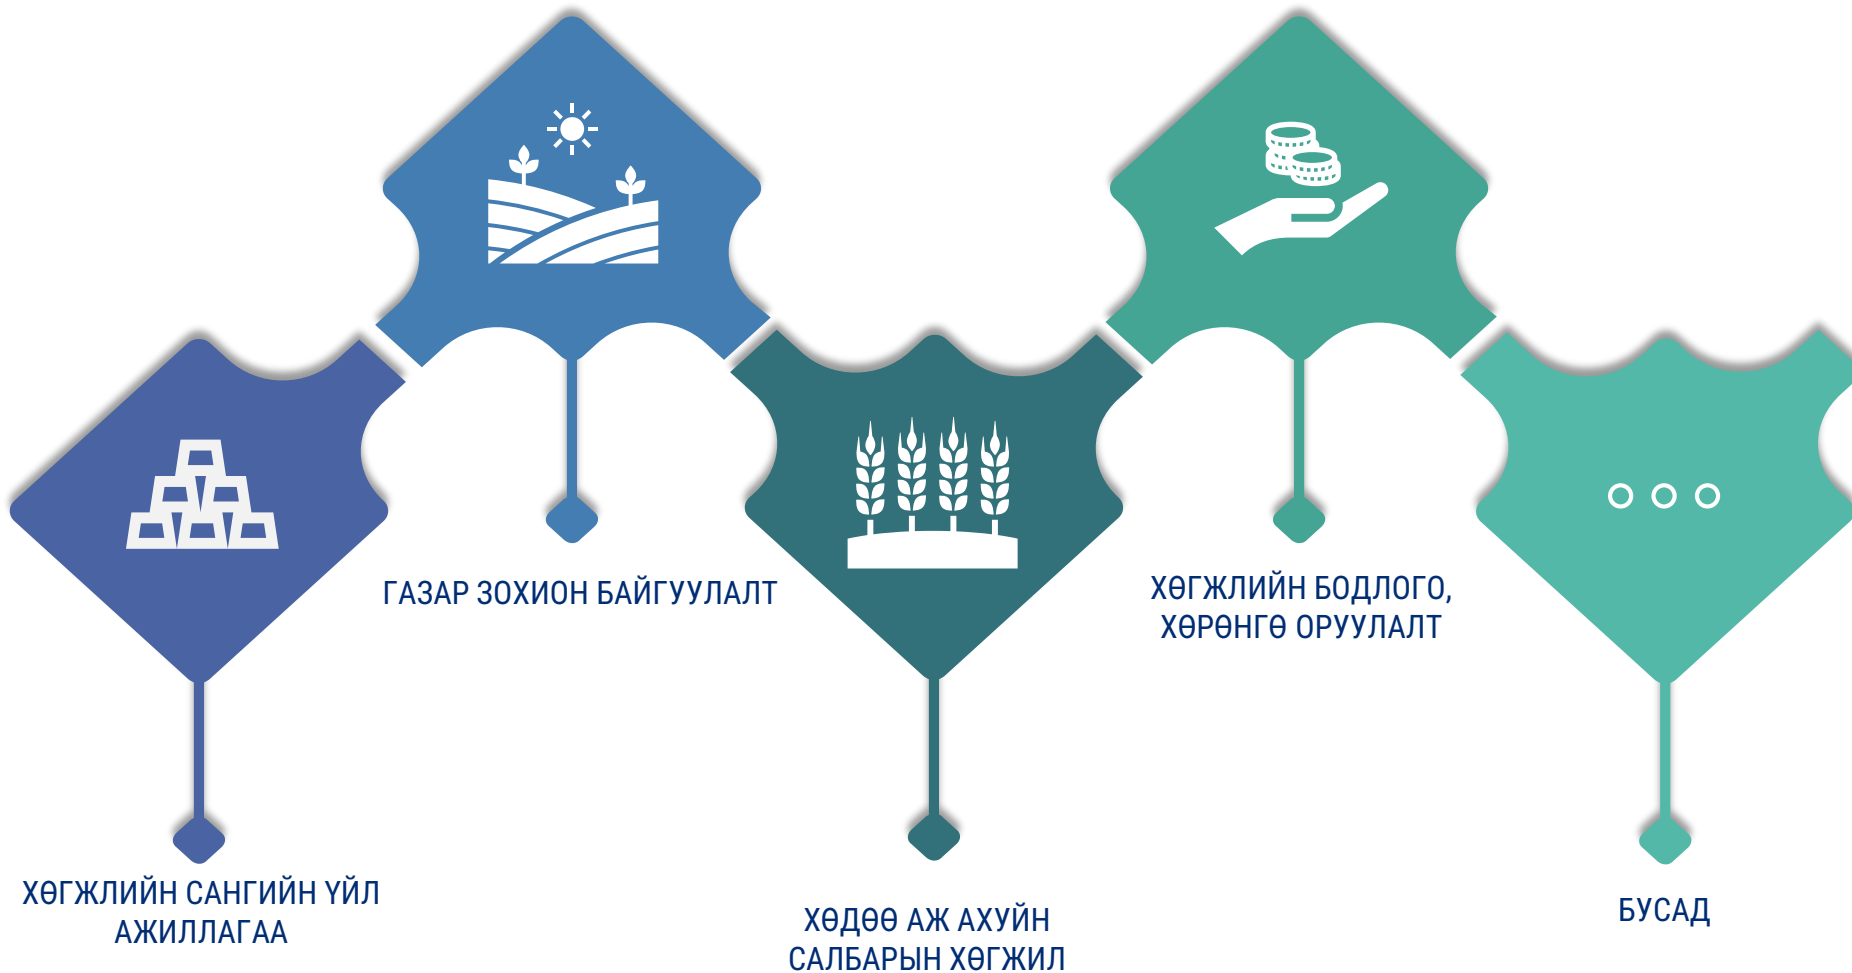 ХӨГЖЛИЙН САНГИЙН ҮЙЛ
АЖИЛЛАГАА
ГАЗАР ЗОХИОН БАЙГУУЛАЛТ
ХӨДӨӨ АЖ АХУЙН
САЛБАРЫН ХӨГЖИЛ
ХӨГЖЛИЙН БОДЛОГО,
ХӨРӨНГӨ ОРУУЛАЛТ
БУСАД